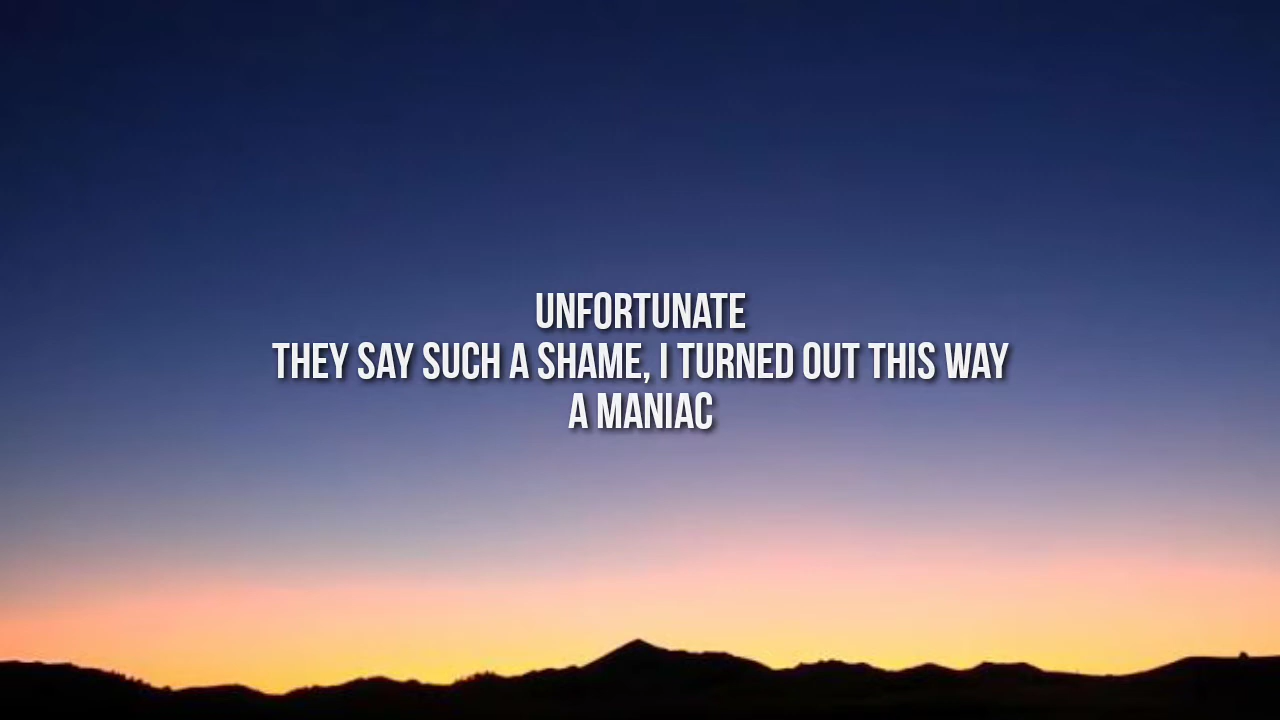 UNFORTUNATE
THEY SAY SUCH A SHAME, I TURNED OUT THIS WAY
A MANIAC